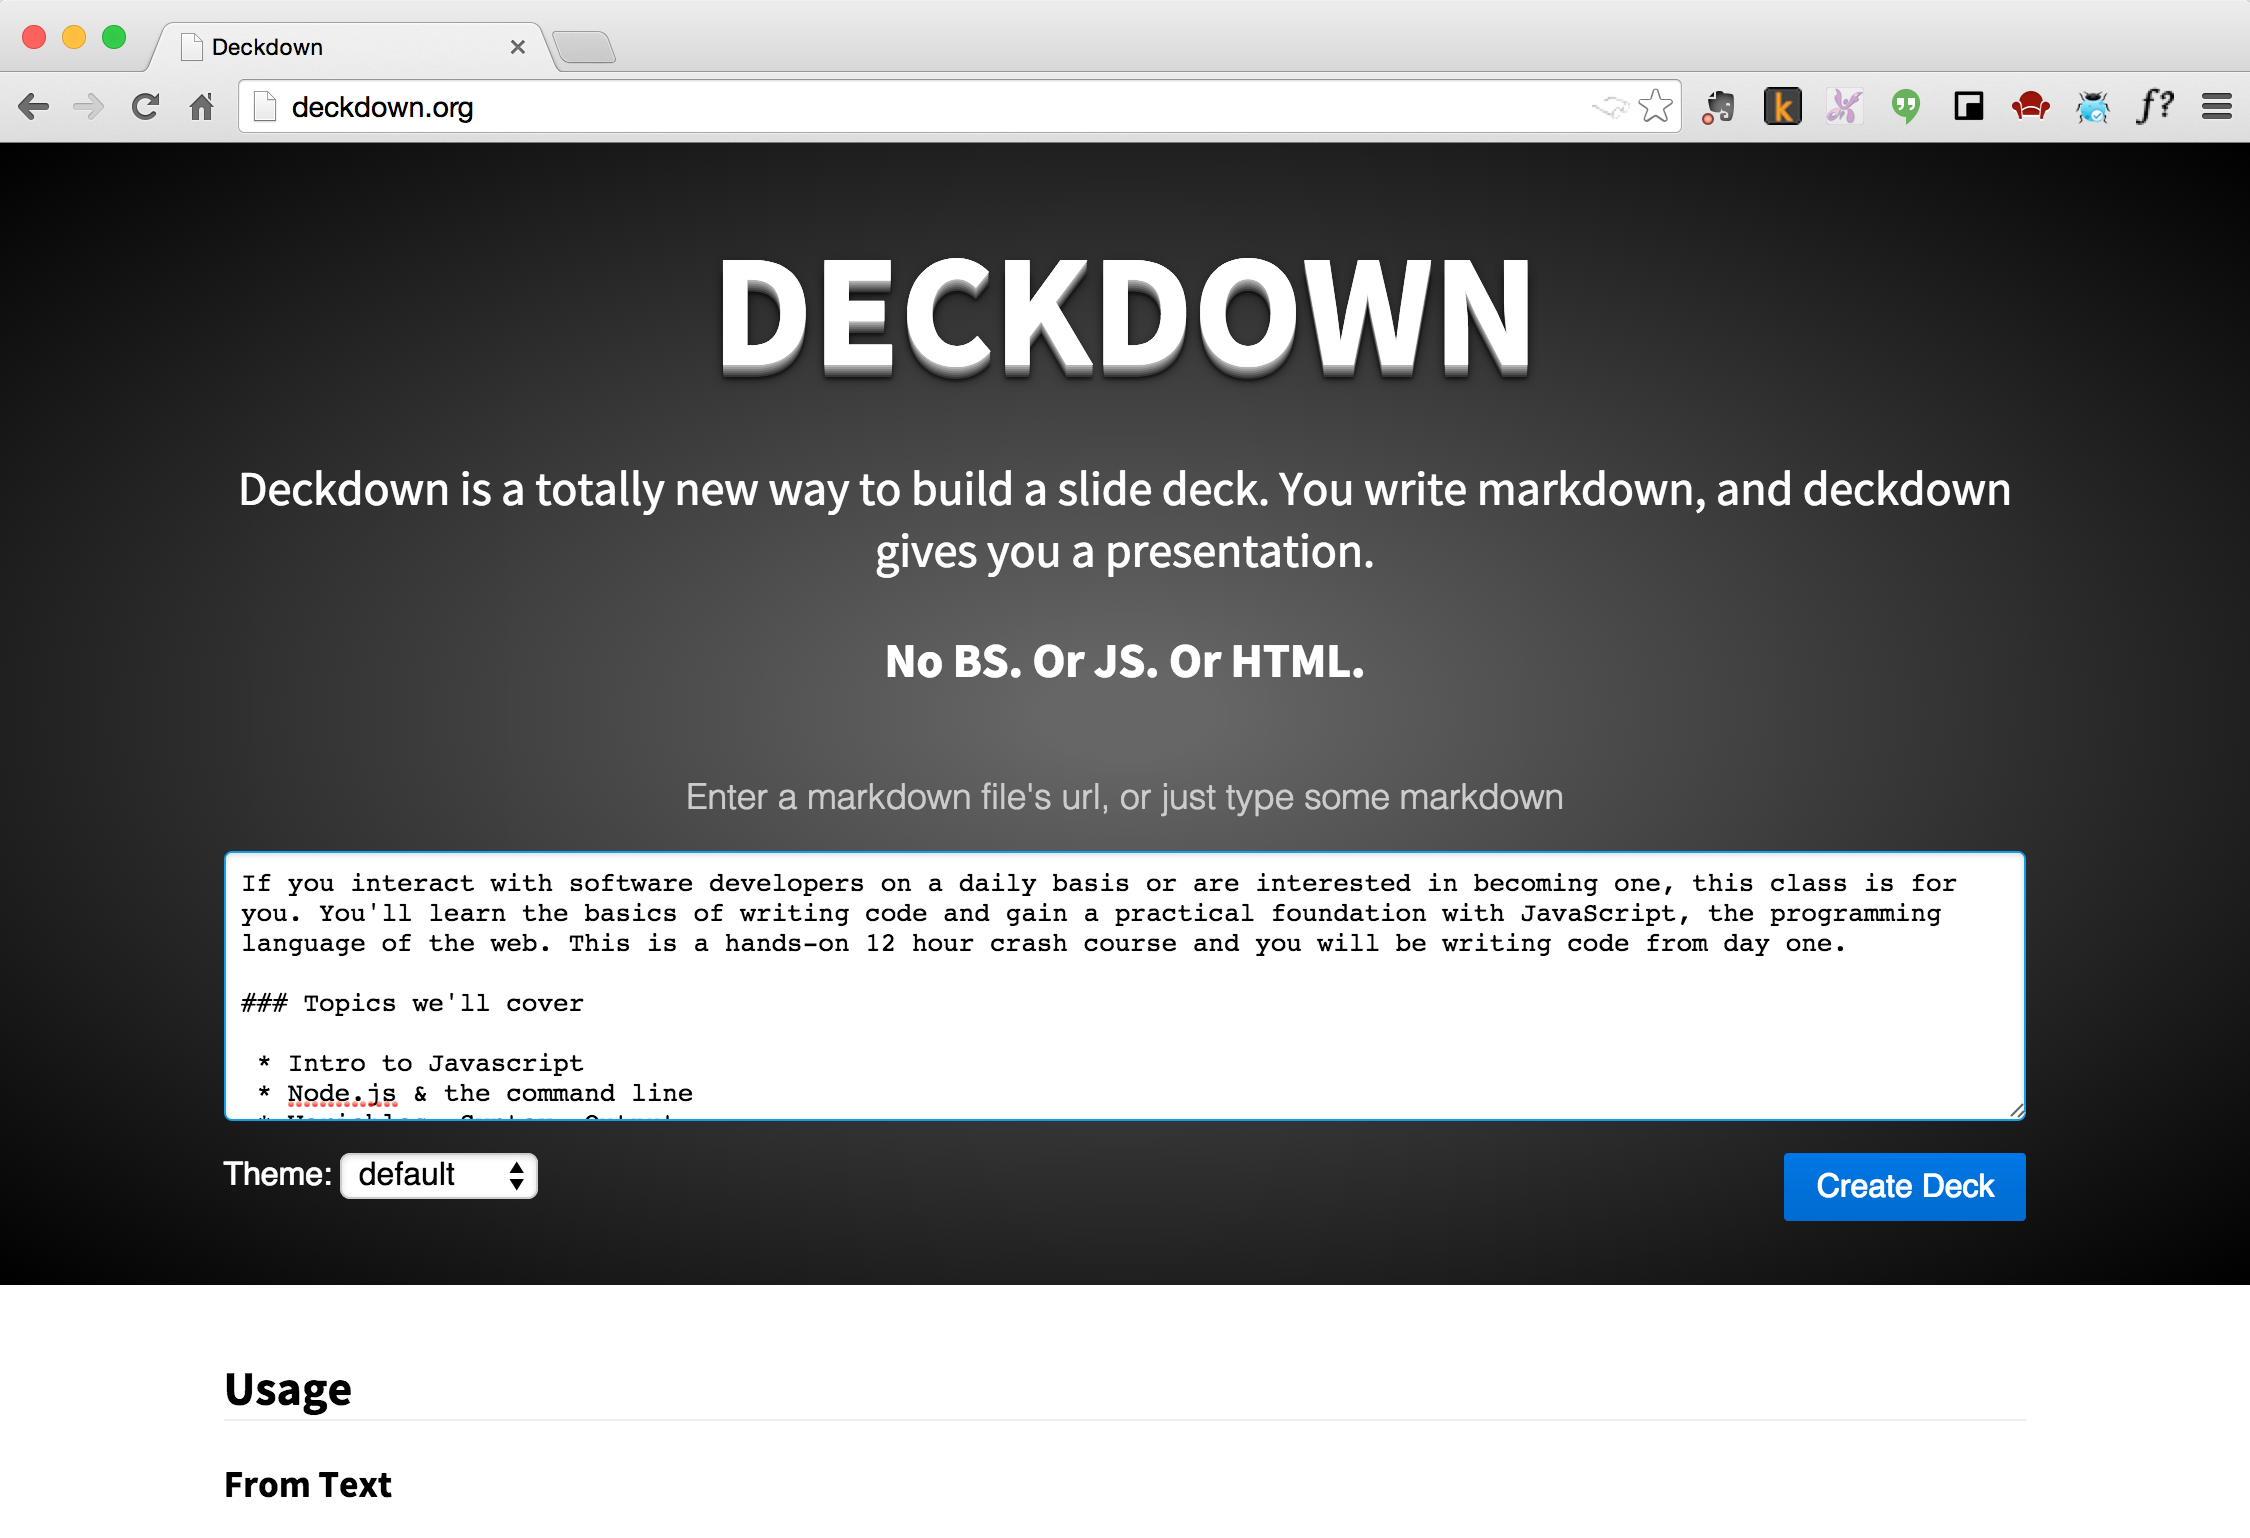 Deckdown
deckdown.org
k
f?
DECKDOWN
Deckdown is a totally new way to build a slide deck. You write markdown, and deckdown
gives you a presentation.
No BS. Or JS. Or HTML.
Enter a markdown file's url, or just type some markdown
If you interact with software developers on a daily basis or are interested in becoming one, this class is for
you. You'll learn the basics of writing code and gain a practical foundation with JavaScript, the programming
language of the web. This is a hands-on 12 hour crash course and you will be writing code from day one.
### Topics we'll cover
* Intro to Javascript
* Node.js & the command line
* Variables, Syntax, Output
Theme: default
Create Deck
Usage
From Text